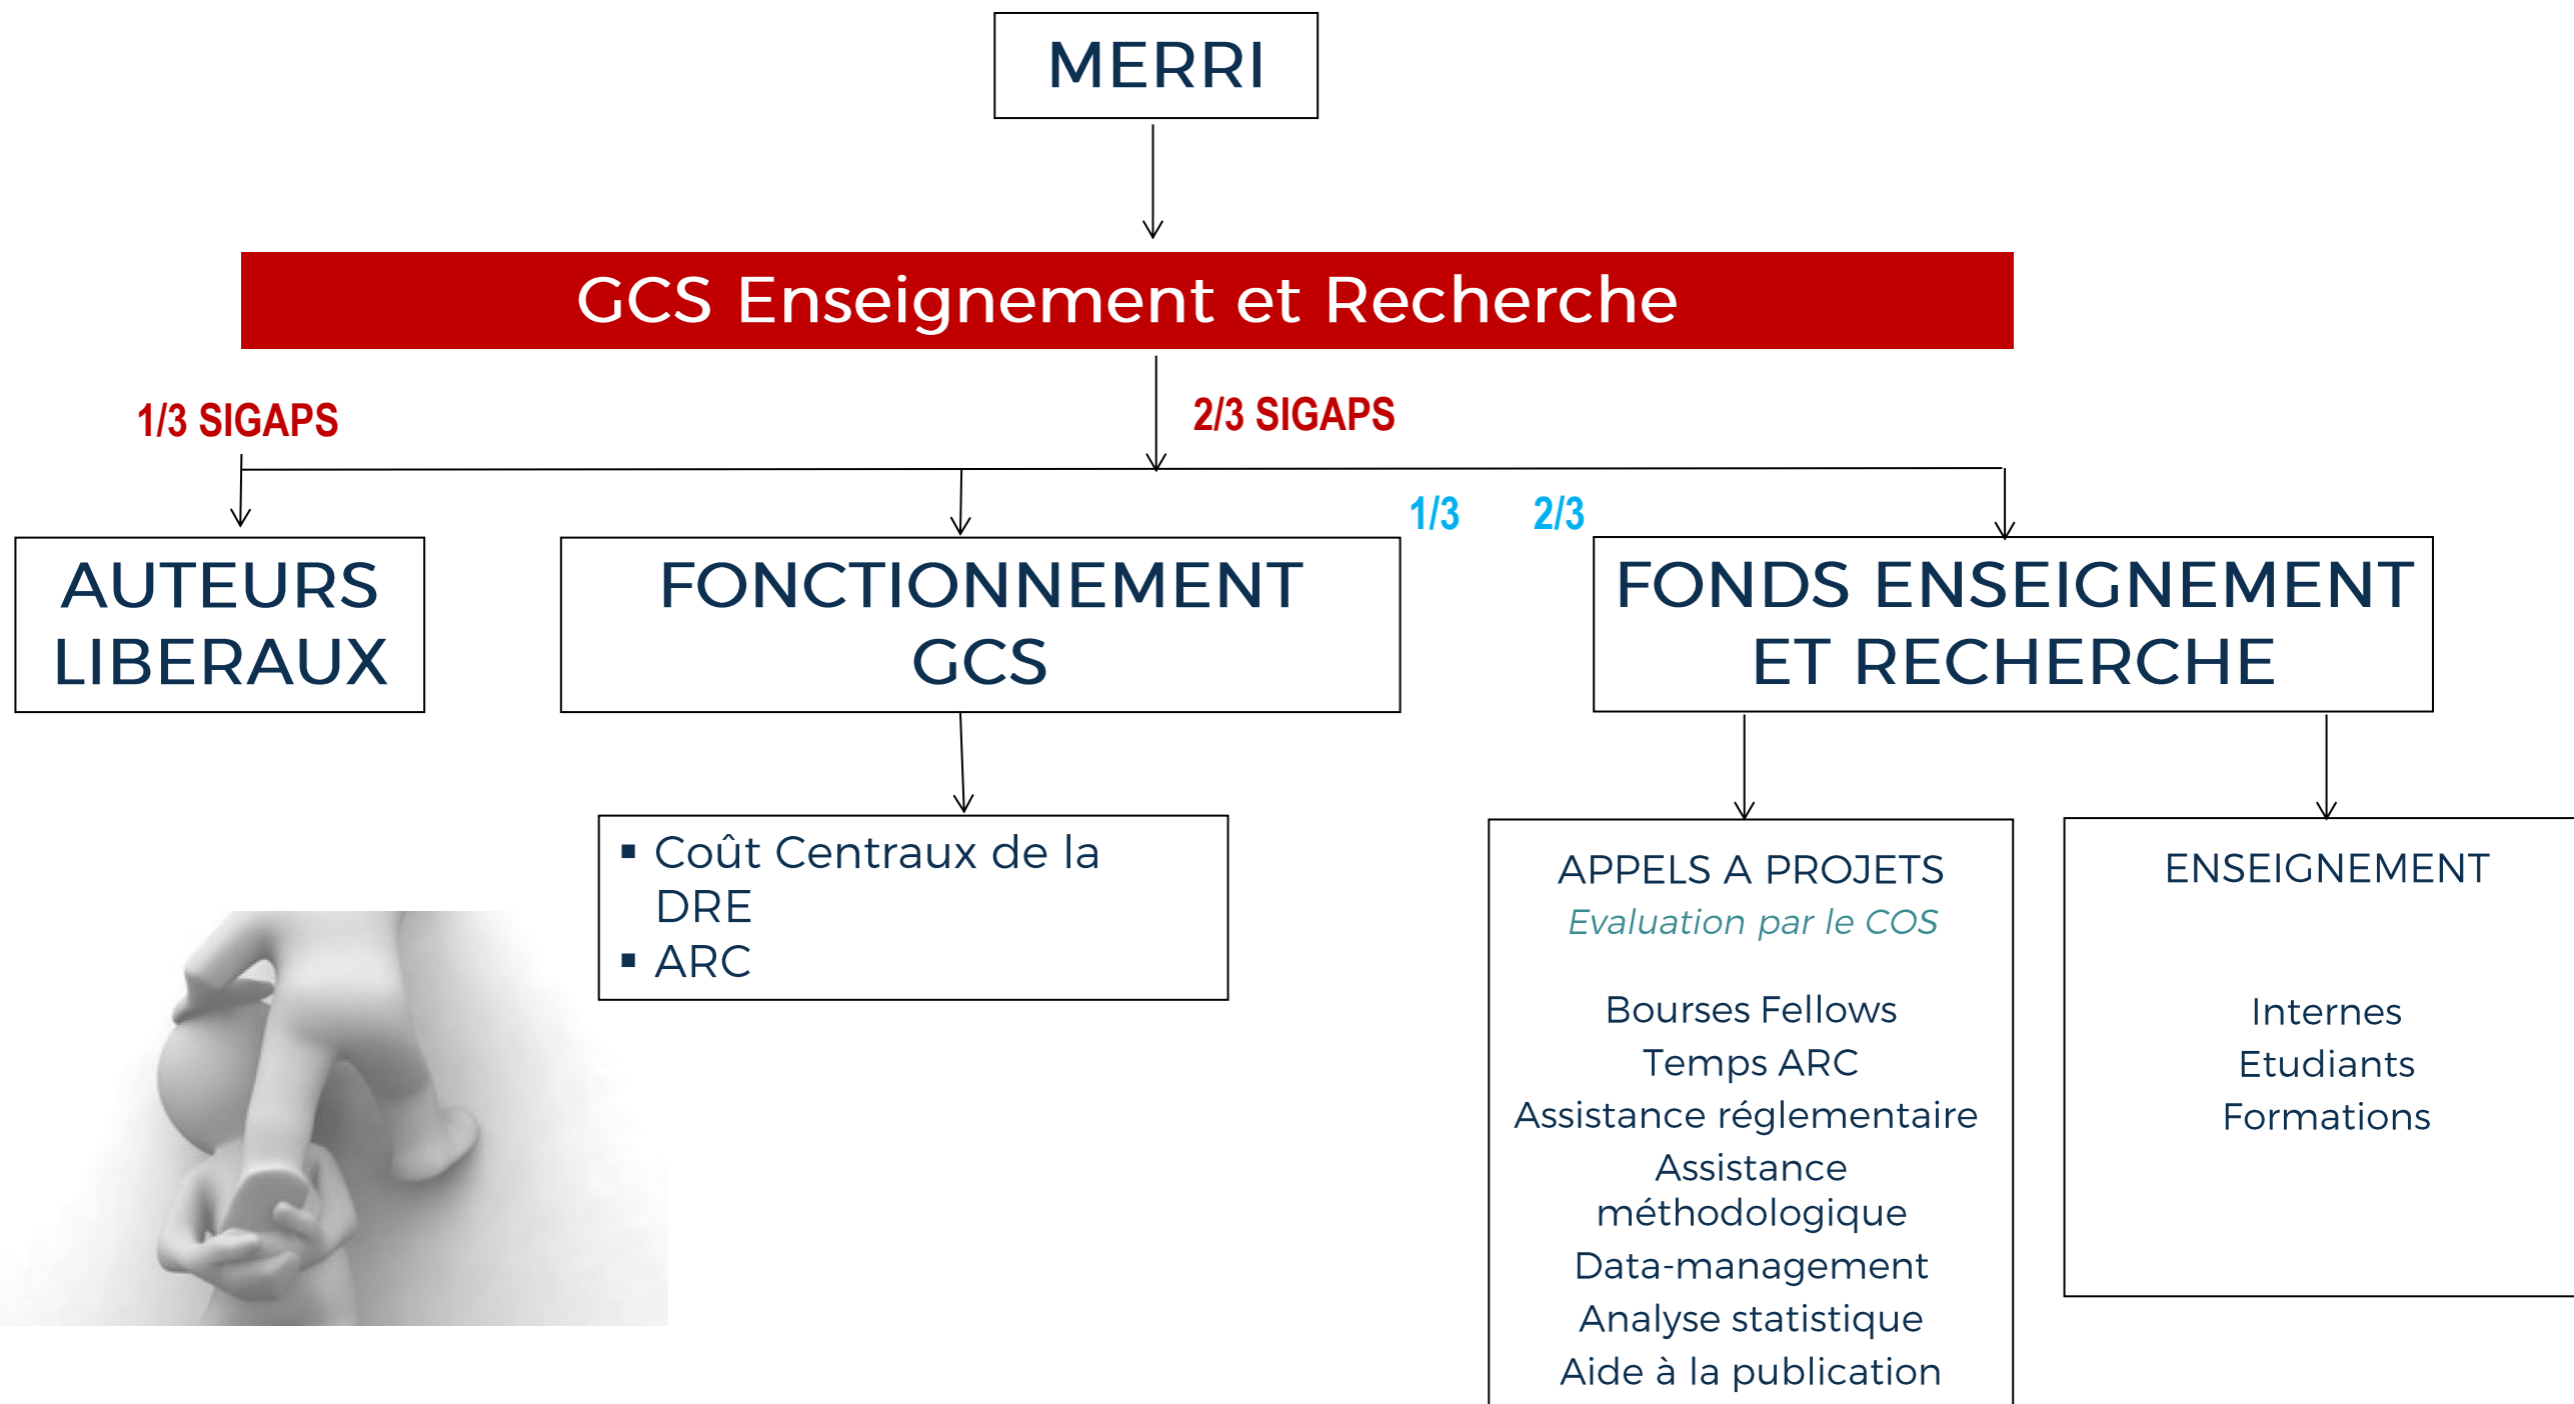 MERRI
GCS Enseignement et Recherche
1/3 SIGAPS
2/3 SIGAPS
1/3
2/3
AUTEURS
LIBERAUX
FONCTIONNEMENT
GCS
FONDS ENSEIGNEMENT
ET RECHERCHE
▪ Coût Centraux de la
DRE
▪ ARC
APPELS A PROJETS
Evaluation par le COS
Bourses Fellows
Temps ARC
Assistance réglementaire
Assistance
méthodologique
Data-management
Analyse statistique
Aide à la publication
ENSEIGNEMENT
Internes
Etudiants
Formations